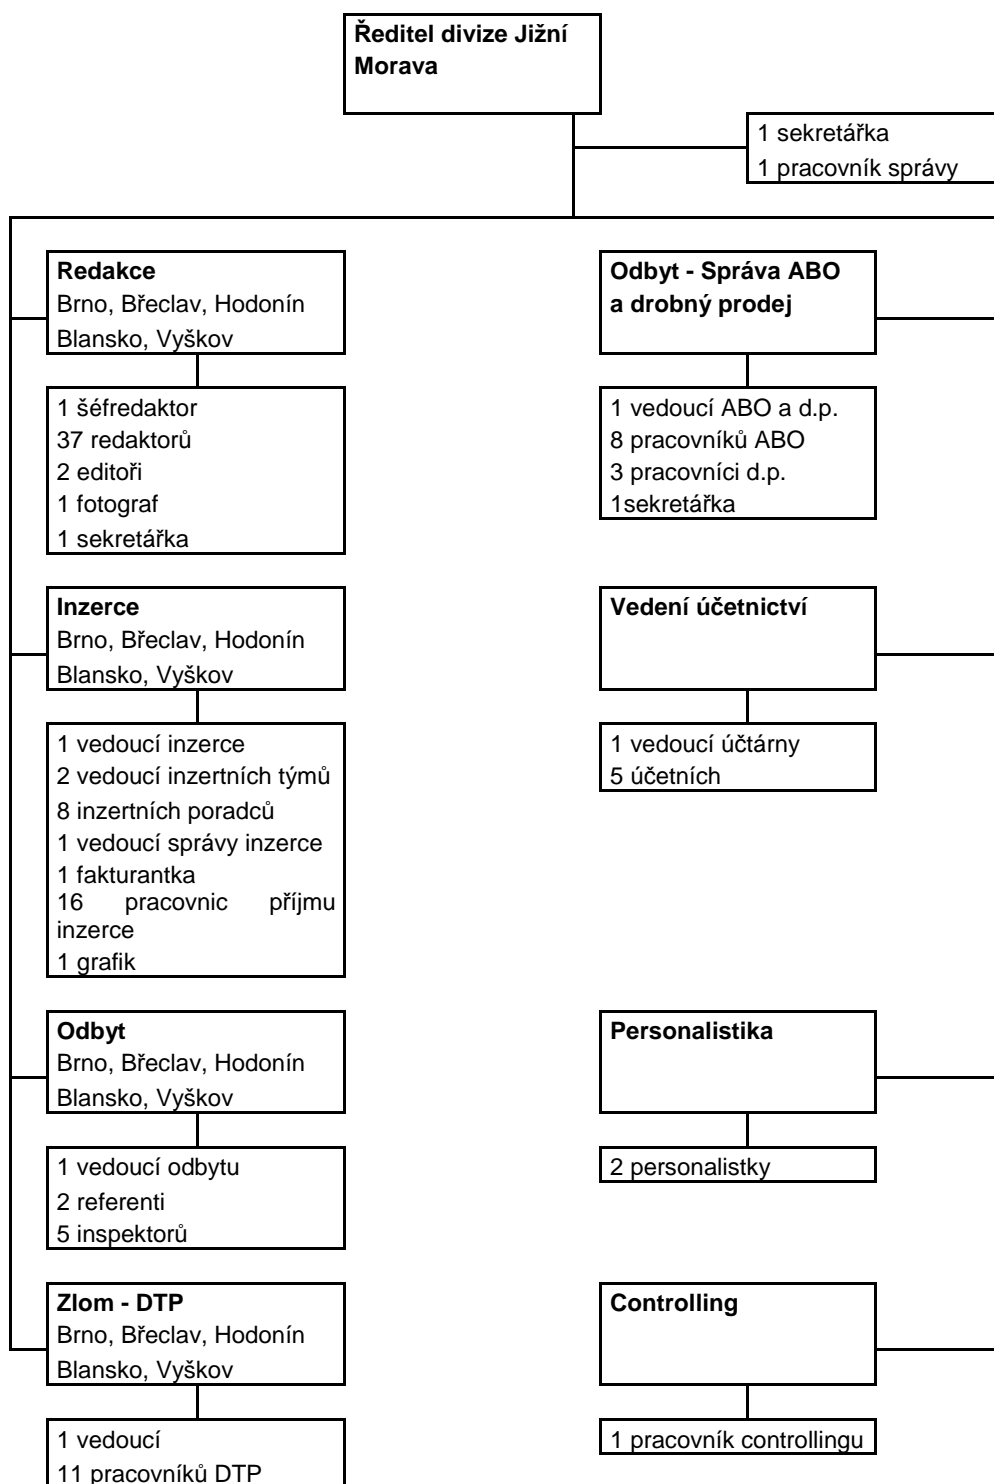 Ředitel divize Jižní
Morava
1 sekretářka
1 pracovník správy
Redakce
Brno, Břeclav, Hodonín
Blansko, Vyškov
1 šéfredaktor
37 redaktorů
2 editoři
1 fotograf
1 sekretářka
Odbyt - Správa ABO
a drobný prodej
1 vedoucí ABO a d.p.
8 pracovníků ABO
3 pracovníci d.p.
1sekretářka
Inzerce
Brno, Břeclav, Hodonín
Blansko, Vyškov
1 vedoucí inzerce
2 vedoucí inzertních týmů
8 inzertních poradců
1 vedoucí správy inzerce
1 fakturantka
16 pracovnic příjmu
inzerce
1 grafik
Vedení účetnictví
1 vedoucí účtárny
5 účetních
Odbyt
Brno, Břeclav, Hodonín
Blansko, Vyškov
1 vedoucí odbytu
2 referenti
5 inspektorů
Personalistika
2 personalistky
Zlom - DTP
Brno, Břeclav, Hodonín
Blansko, Vyškov
1 vedoucí
11 pracovníků DTP
Controlling
1 pracovník controllingu